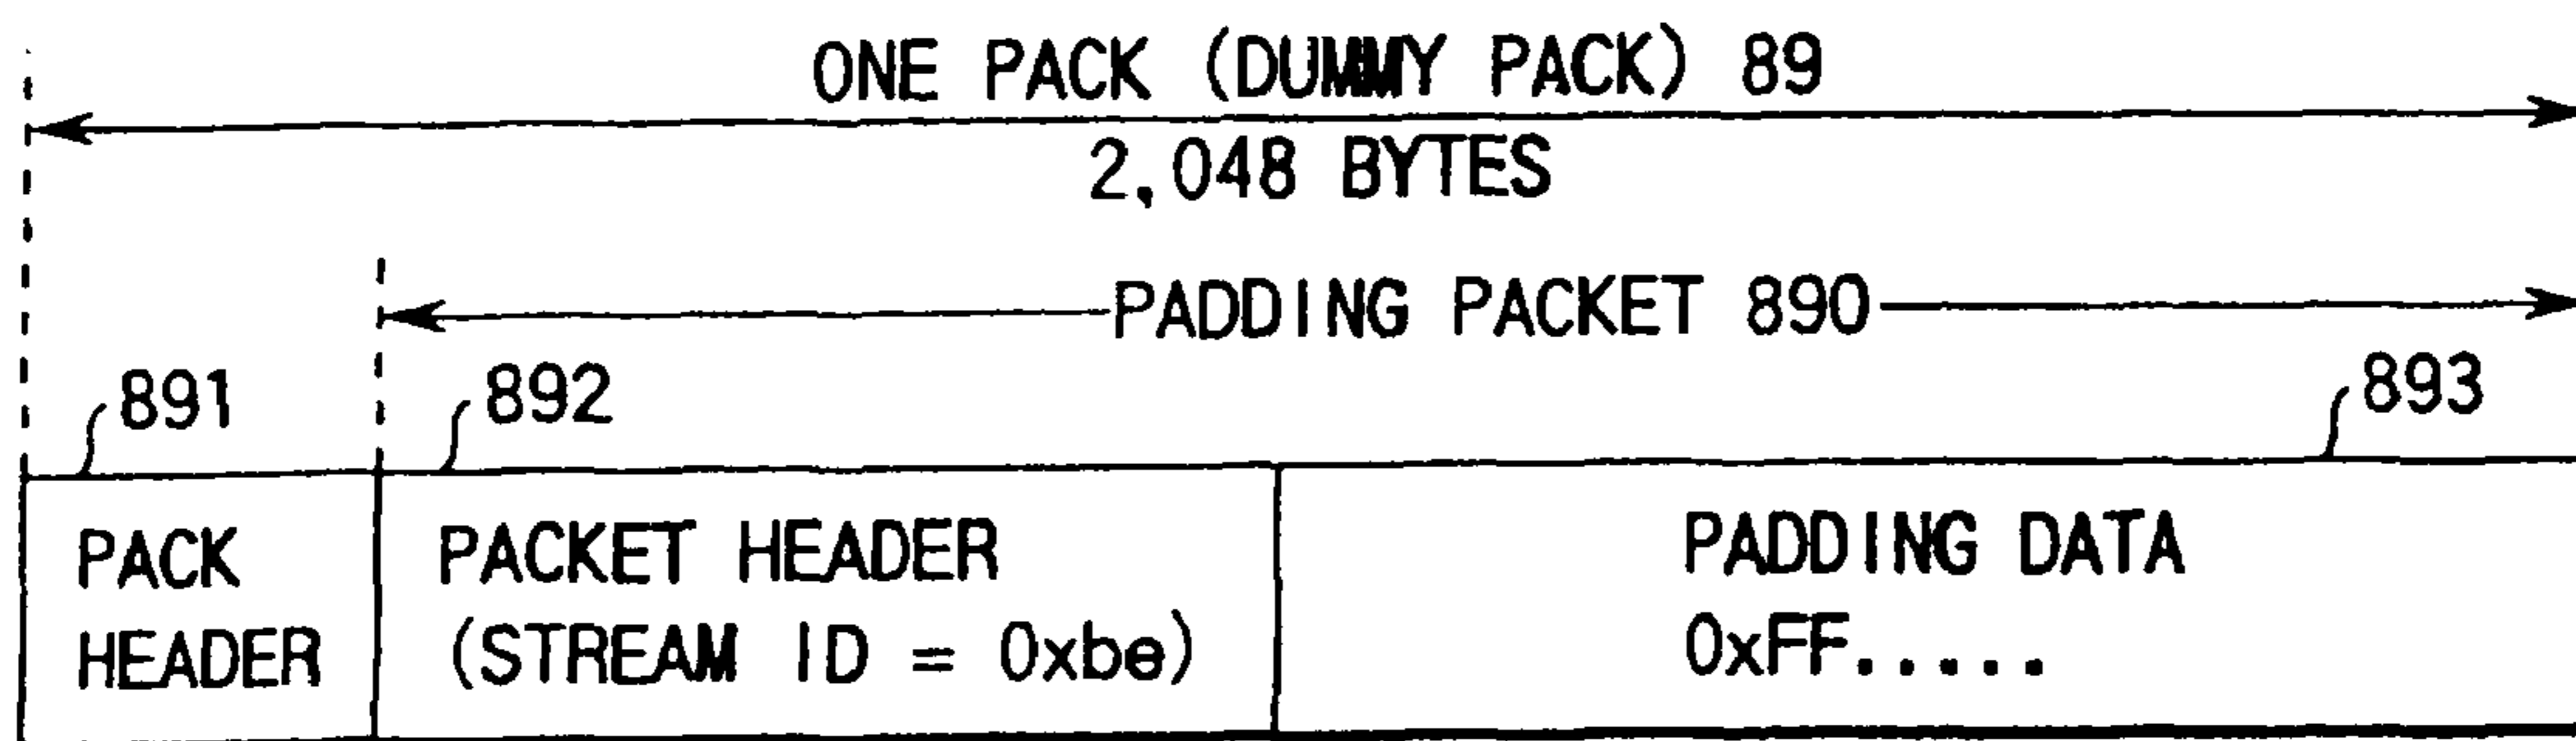 ONE PACK (DUMMY PACK) 89
2,048 BYTES
PADDING PACKET 890
891
892
893
PACK
HEADER
PACKET HEADER
(STREAM ID = 0xbe)
PADDING DATA
0xFF.....